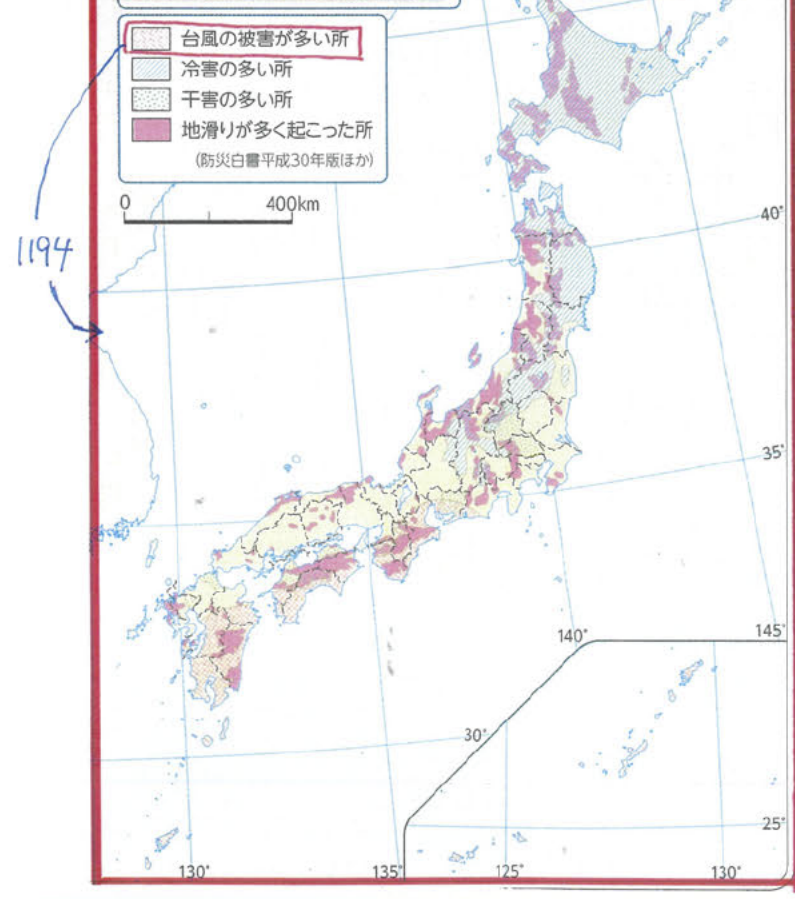 台風の被害が多い所
冷害の多い所
干害の多い所
地滑りが多く起こった所
(防災白書平成30年版ほか)
0 400km
1194
40°
35°
140°
145°
30°
25°
130°
135°
125°
130°